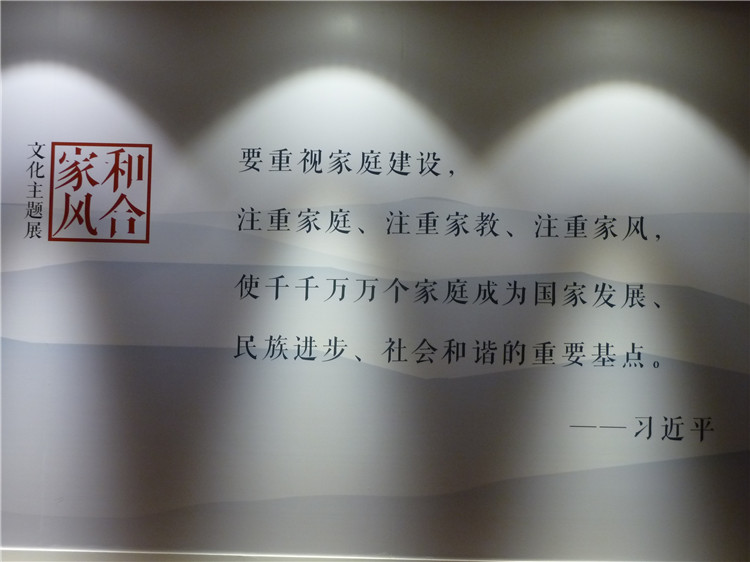 和合
家风
文化主题展
要重视家庭建设，
注重家庭、注重家教、注重家风，
使千千万万个家庭成为国家发展、
民族进步、社会和谐的重要基点。
——习近平